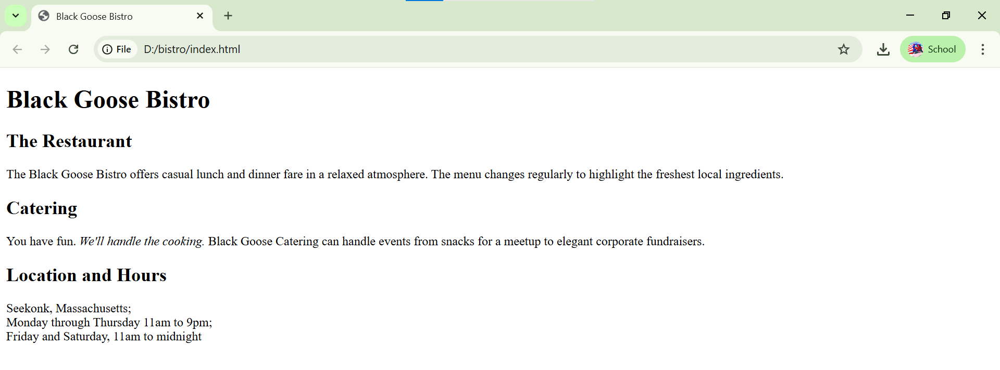 Black Goose Bistro
File D:/bistro/index.html School
Black Goose Bistro
The Restaurant
The Black Goose Bistro offers casual lunch and dinner fare in a relaxed atmosphere. The menu changes regularly to highlight the freshest local ingredients.
Catering
You have fun. We'll handle the cooking. Black Goose Catering can handle events from snacks for a meetup to elegant corporate fundraisers.
Location and Hours
Seekonk, Massachusetts;
Monday through Thursday 11am to 9pm;
Friday and Saturday, 11am to midnight